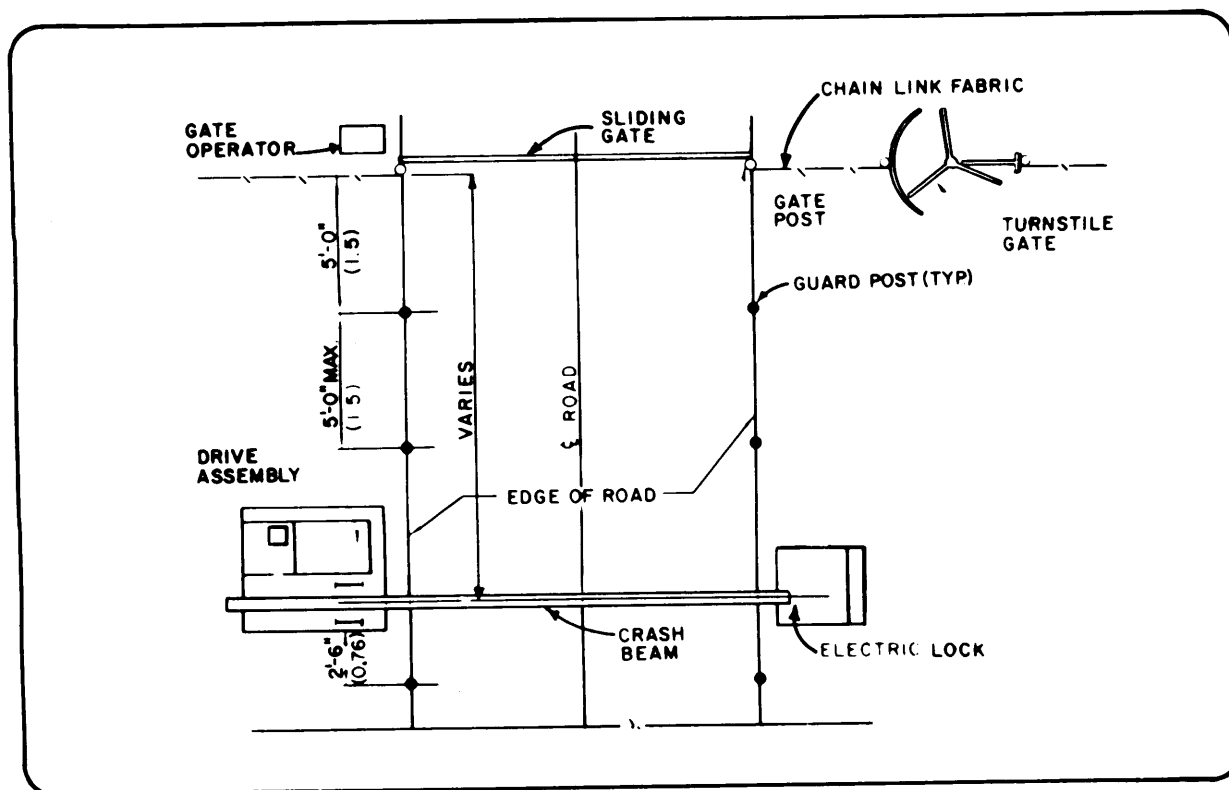 GATE
OPERATOR
SLIDING
GATE
CHAIN LINK FABRIC
GATE
POST
TURNSTILE
GATE
5'-0"
(1.5)
GUARD POST (TYP)
5'-0" MAX.
(1.5)
VARIES
℄ ROAD
DRIVE
ASSEMBLY
EDGE OF ROAD
CRASH
BEAM
ELECTRIC LOCK
2'-6"
(0.76)